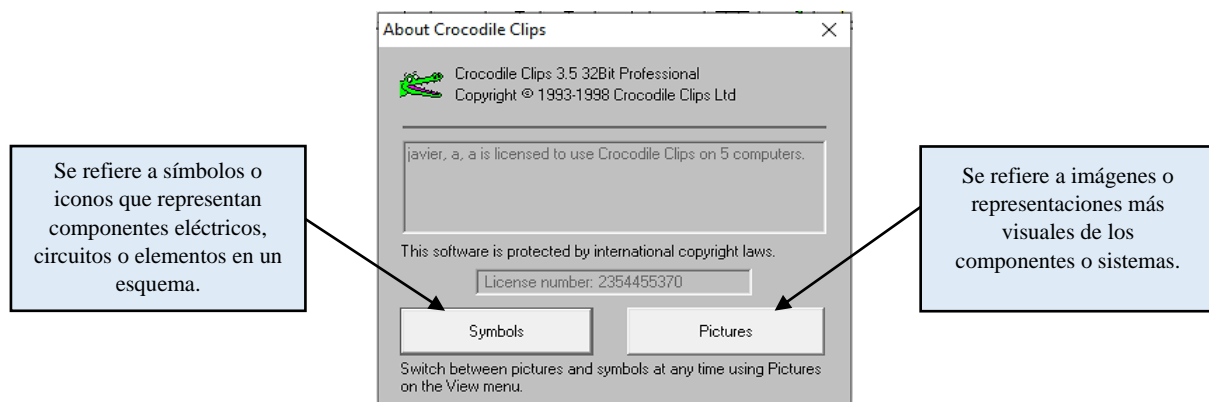 About Crocodile Clips
Crocodile Clips 3.5 32Bit Professional
Copyright © 1993-1998 Crocodile Clips Ltd
javier, a, a is licensed to use Crocodile Clips on 5 computers.
This software is protected by international copyright laws.
License number: 2354455370
Symbols
Pictures
Switch between pictures and symbols at any time using Pictures
on the View menu.
Se refiere a símbolos o
iconos que representan
componentes eléctricos,
circuitos o elementos en un
esquema.
Se refiere a imágenes o
representaciones más
visuales de los
componentes o sistemas.